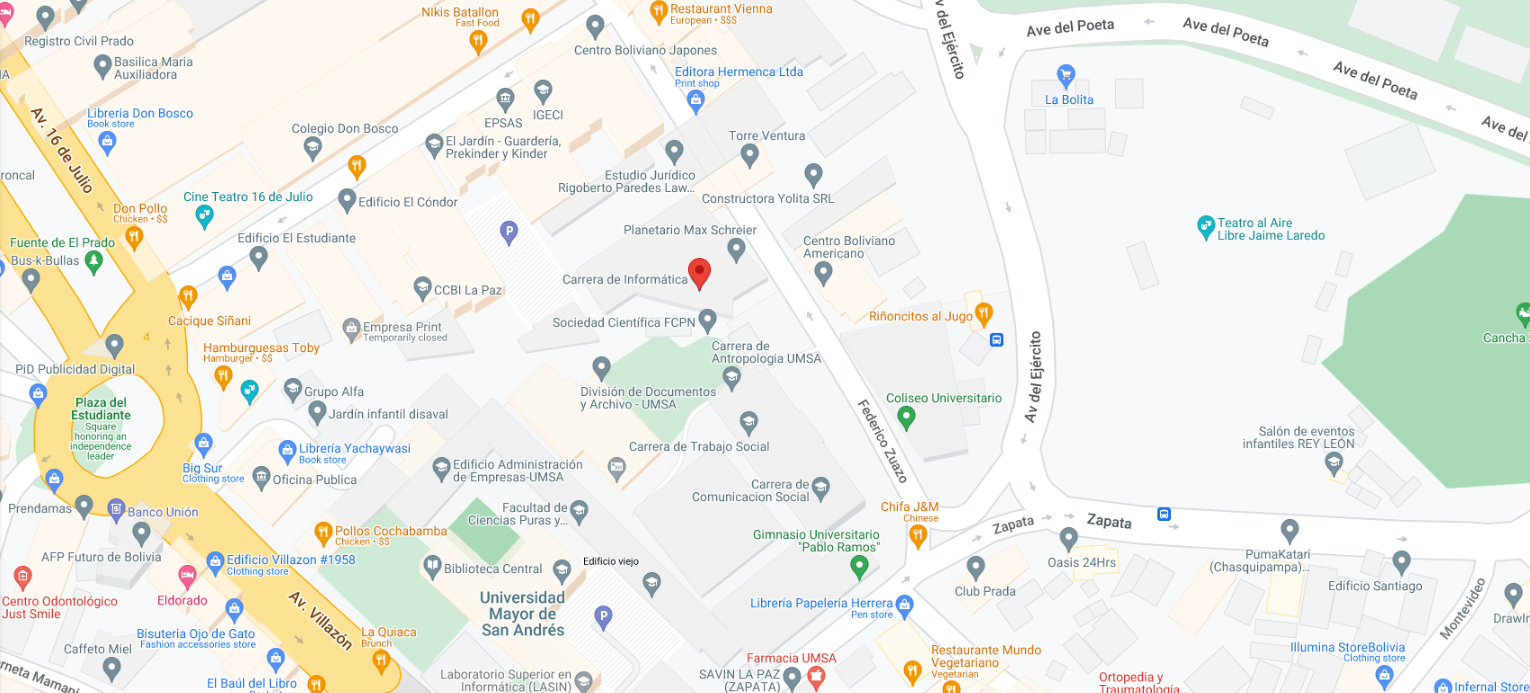 NIkis Batallon
Fast Food
Restaurant Vienna
European • $$$
Registro Civil Prado
Centro Boliviano Japones
Basilica Maria
Auxiliadora
Av del Ejército
Ave del Poeta
Ave del Poeta
Ave del Poeta
Ave del
Editora Hermenca Ltda
Print shop
La Bolita
Libreria Don Bosco
Book store
Av. 16 de Julio
Colegio Don Bosco
EPSAS
IGECI
El Jardín - Guardería,
Prekinder y Kinder
Torre Ventura
Estudio Jurídico
Rigoberto Paredes Law...
Constructora Yolita SRL
roncal
Cine Teatro 16 de Julio
Edificio El Cóndor
Don Pollo
Chicken • $$
P
Planetario Max Schreier
Teatro al Aire
Libre Jaime Laredo
Fuente de El Prado
Bus-k-Bullas
Edificio El Estudiante
Centro Boliviano
Americano
Carrera de Informática
CCBI La Paz
Cacique Siñani
Empresa Print
Temporarily closed
Sociedad Científica FCPN
Riñoncitos al Jugo
Cancha
Hamburguesas Toby
Hamburger • $$
Carrera de
Antropologia UMSA
PiD Publicidad Digital
Grupo Alfa
División de Documentos
y Archivo - UMSA
Av del Ejército
Plaza del
Estudiante
Square
honoring an
independence
leader
Jardín infantil disaval
Coliseo Universitario
Federico Zuazo
Salón de eventos
infantiles REY LEÓN
Librería Yachaywasi
Book store
Carrera de Trabajo Social
Big Sur
Clothing store
Oficina Publica
Edificio Administración
de Empresas-UMSA
Carrera de
Comunicacion Social
Prendamas
Banco Unión
Facultad de
Ciencias Puras y...
Chifa J&M
Chinese
Zapata
Zapata
Pollos Cochabamba
Chicken • $$
Gimnasio Universitario
"Pablo Ramos"
AFP Futuro de Bolivia
Edificio Villazon #1958
Clothing store
Edificio viejo
Biblioteca Central
Oasis 24Hrs
PumaKatari
(Chasquipampa)...
Edificio Santiago
Centro Odontológico
Just Smile
Eldorado
Av. Villazón
Universidad
Mayor de
San Andrés
P
Librería Papelería Herrera
Pen store
Club Prada
Montevideo
DrawIn
Bisuteria Ojo de Gato
Fashion accessories store
La Quiaca
Brunch
Caffeto Miel
Restaurante Mundo
Vegetariano
Vegetarian
Illumina StoreBolivia
Clothing store
Farmacia UMSA
rneta Mamani
El Baúl del Libro
Laboratorio Superior en
Informática (LASIN)
SAVIN LA PAZ
(ZAPATA)
Ortopedia y
Traumatología...
Infernal Store